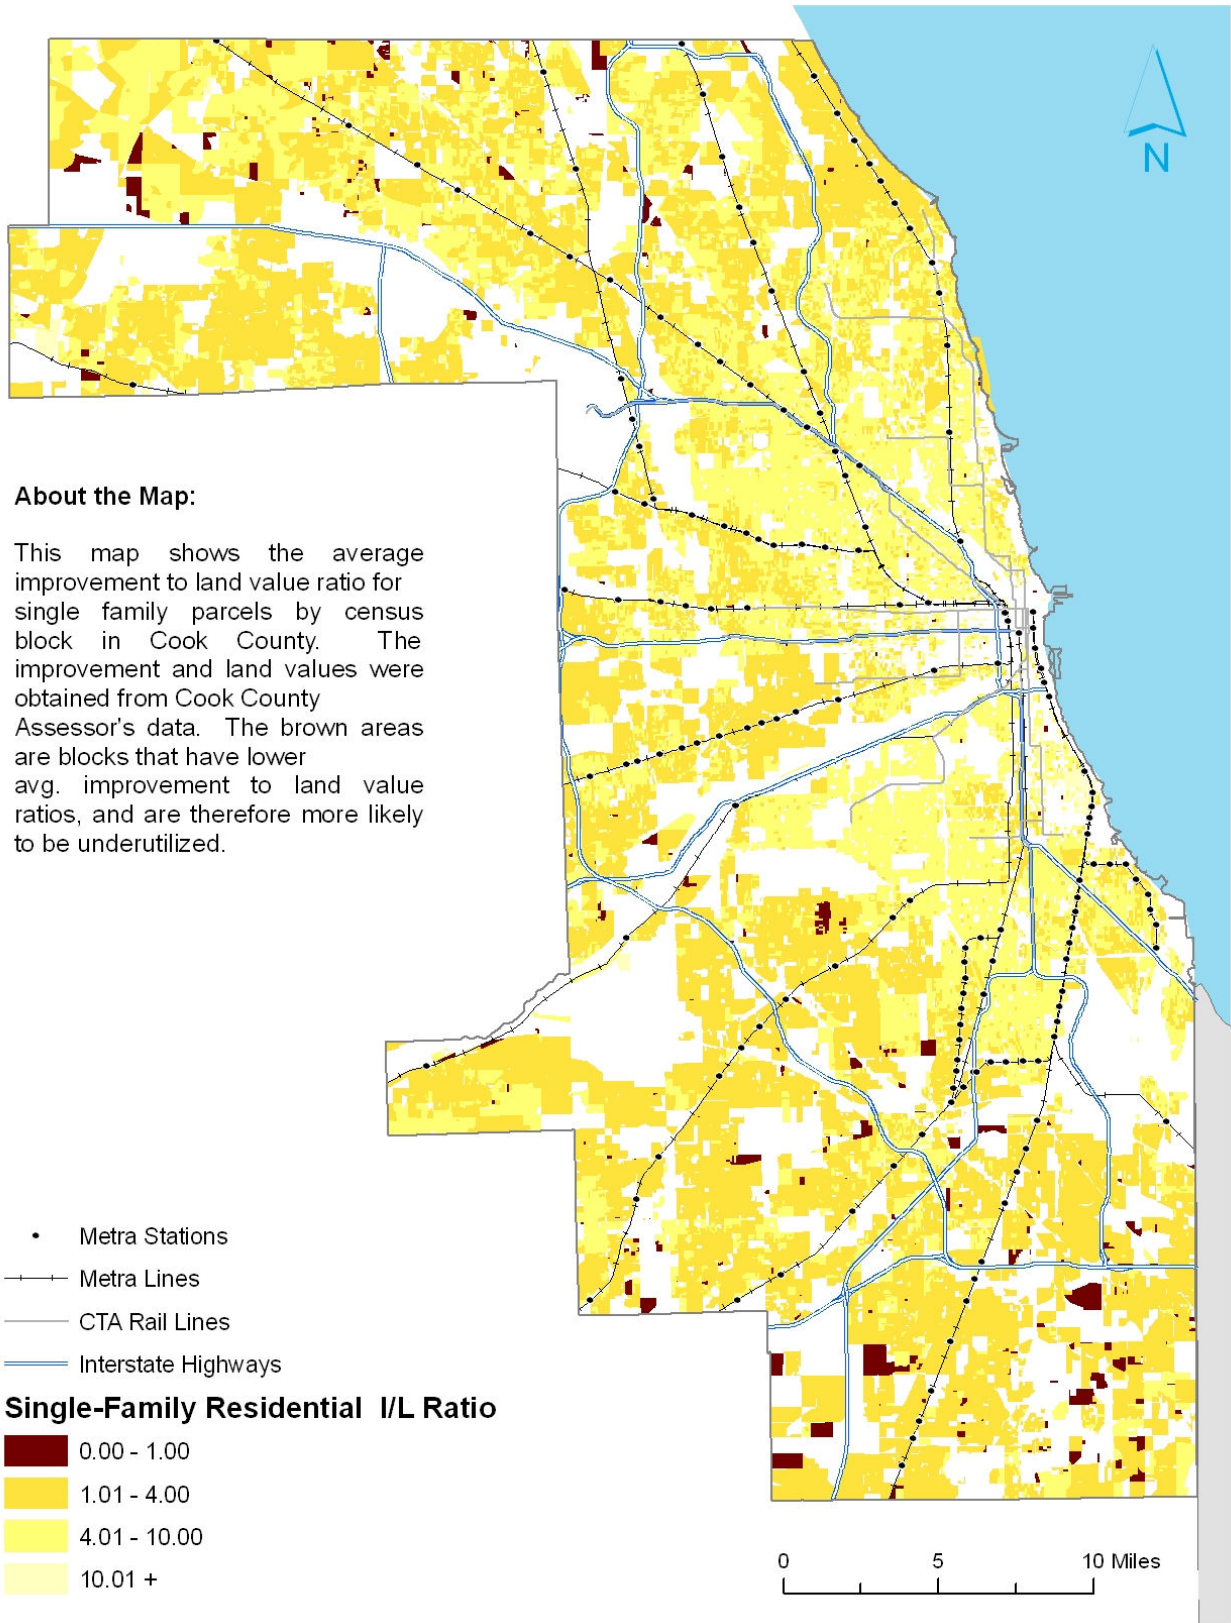 N
About the Map:
This map shows the average
improvement to land value ratio for
single family parcels by census
block in Cook County. The
improvement and land values were
obtained from Cook County
Assessor's data. The brown areas
are blocks that have lower
avg. improvement to land value
ratios, and are therefore more likely
to be underutilized.
Metra Stations
Metra Lines
CTA Rail Lines
Interstate Highways
Single-Family Residential I/L Ratio
0.00 - 1.00
1.01 - 4.00
4.01 - 10.00
10.01 +
0 5 10 Miles